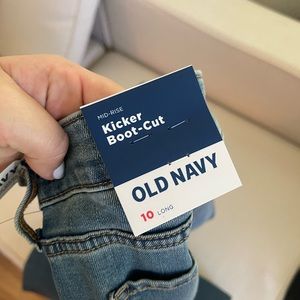 MID-RISE
Kicker
Boot-Cut
OLD NAVY
10 LONG